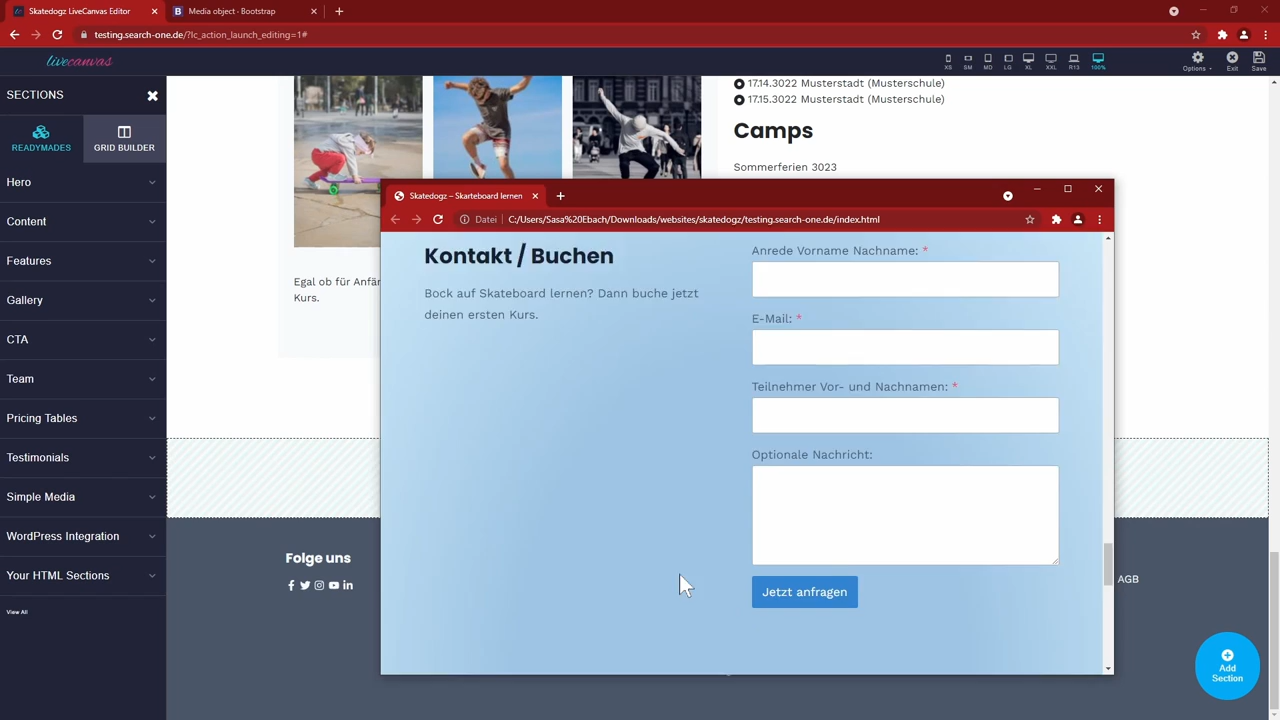 Skatedogz LiveCanvas Editor
Media object · Bootstrap
testing.search-one.de/?lc_action_launch_editing=1#
livecanvas
XS SM MD LG XL XXL R13 100%
Options Exit Save
SECTIONS
READYMADES
GRID BUILDER
Hero
Content
Features
Gallery
CTA
Team
Pricing Tables
Testimonials
Simple Media
WordPress Integration
Your HTML Sections
View All
17.14.3022 Musterstadt (Musterschule)
17.15.3022 Musterstadt (Musterschule)
Camps
Sommerferien 3023
Egal ob für Anfän
Kurs.
Skatedogz – Skarteboard lernen
Datei C:/Users/Sasa%20Ebach/Downloads/websites/skatedogz/testing.search-one.de/index.html
Kontakt / Buchen
Bock auf Skateboard lernen? Dann buche jetzt
deinen ersten Kurs.
Anrede Vorname Nachname: *
E-Mail: *
Teilnehmer Vor- und Nachnamen: *
Optionale Nachricht:
Jetzt anfragen
Folge uns
AGB
Add
Section